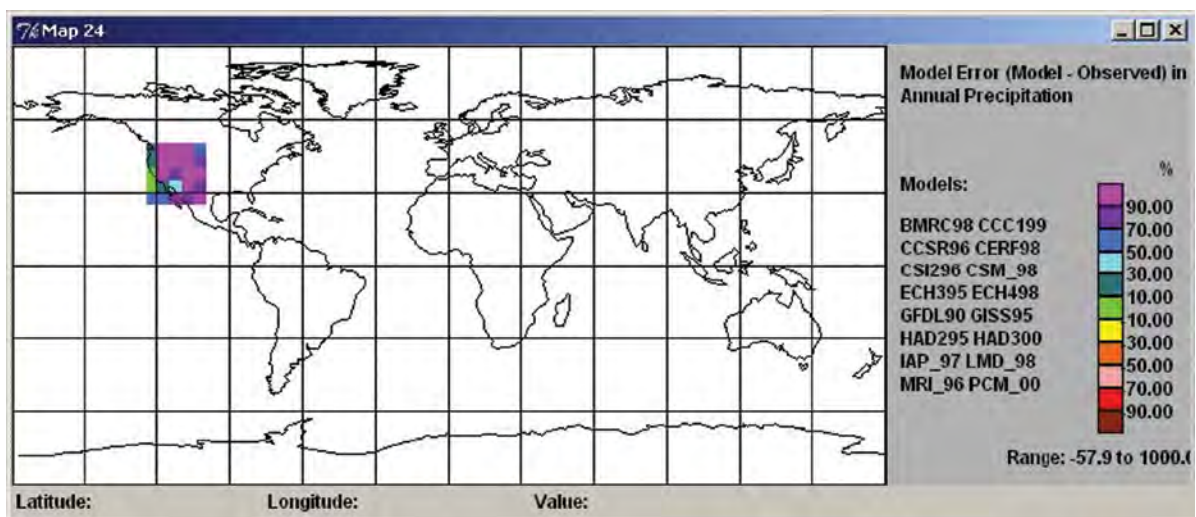 7k Map 24
Model Error (Model - Observed) in
Annual Precipitation
%
Models:
BMRC98 CCC199
CCSR96 CERF98
CSI296 CSM_98
ECH395 ECH498
GFDL90 GISS95
HAD295 HAD300
IAP_97 LMD_98
MRI_96 PCM_00
90.00
70.00
50.00
30.00
10.00
-10.00
-30.00
-50.00
-70.00
-90.00
Range: -57.9 to 1000.0
Latitude: Longitude: Value: